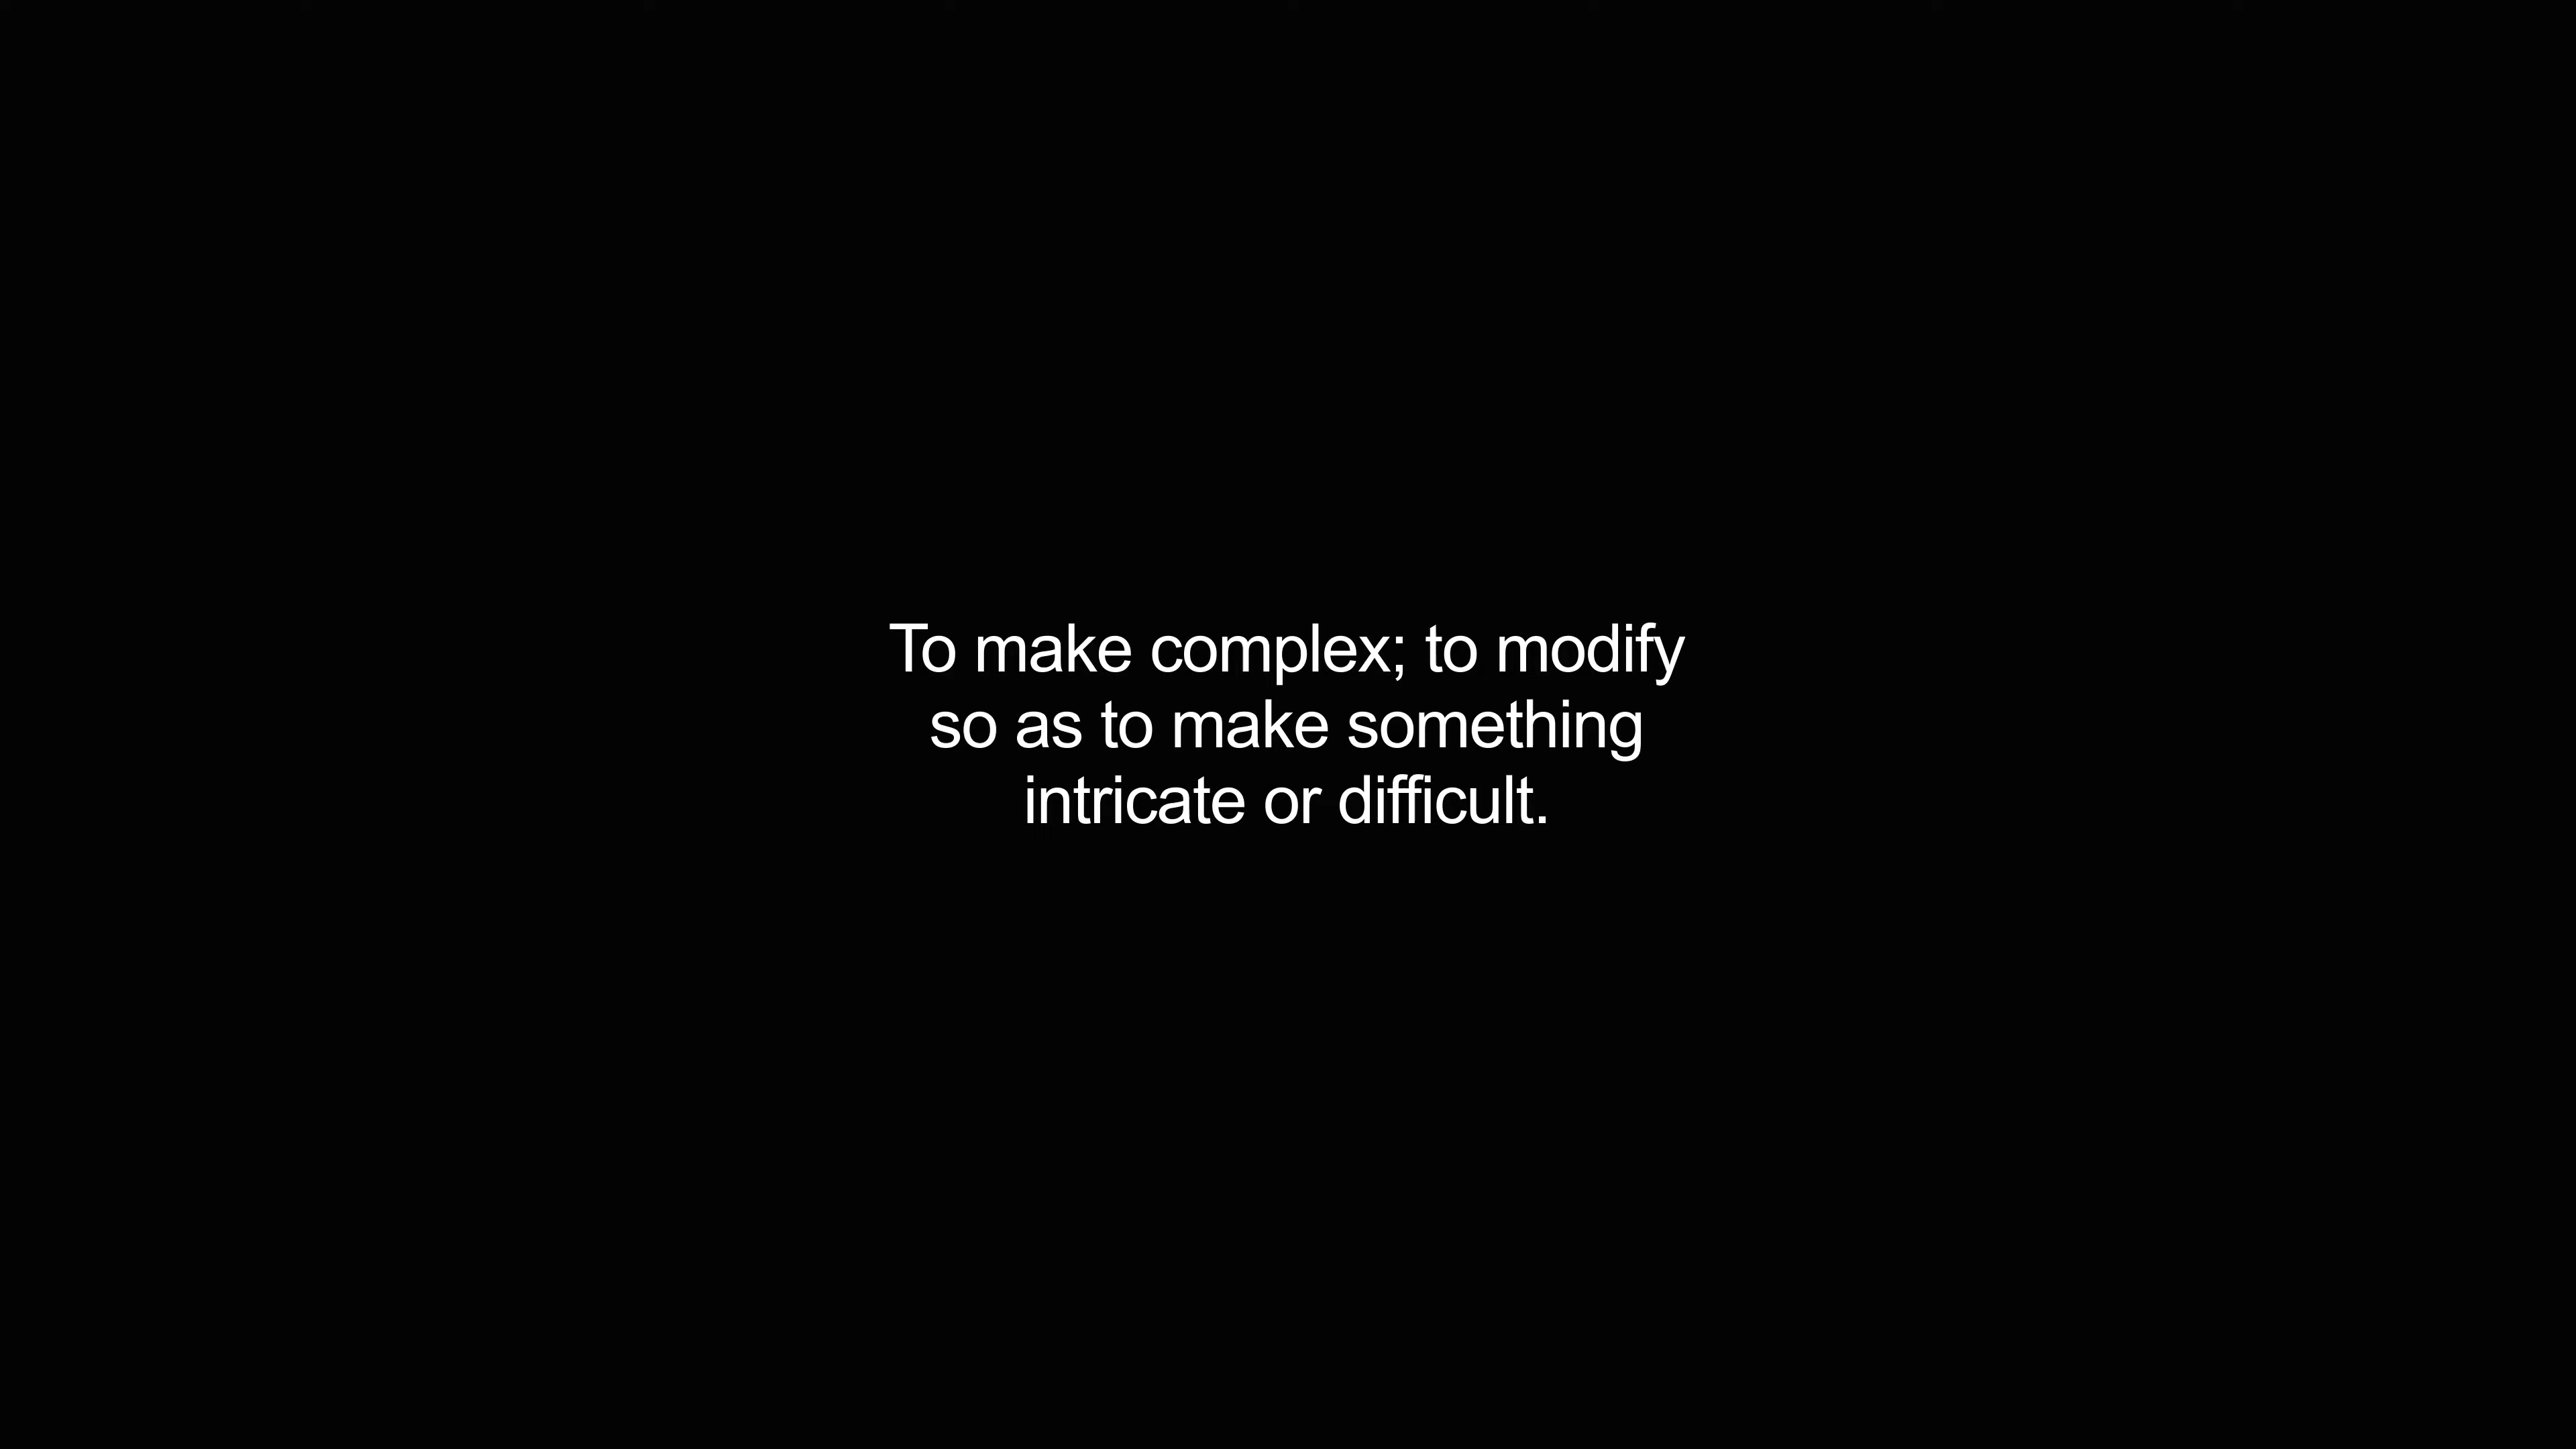 To make complex; to modify
so as to make something
intricate or difficult.